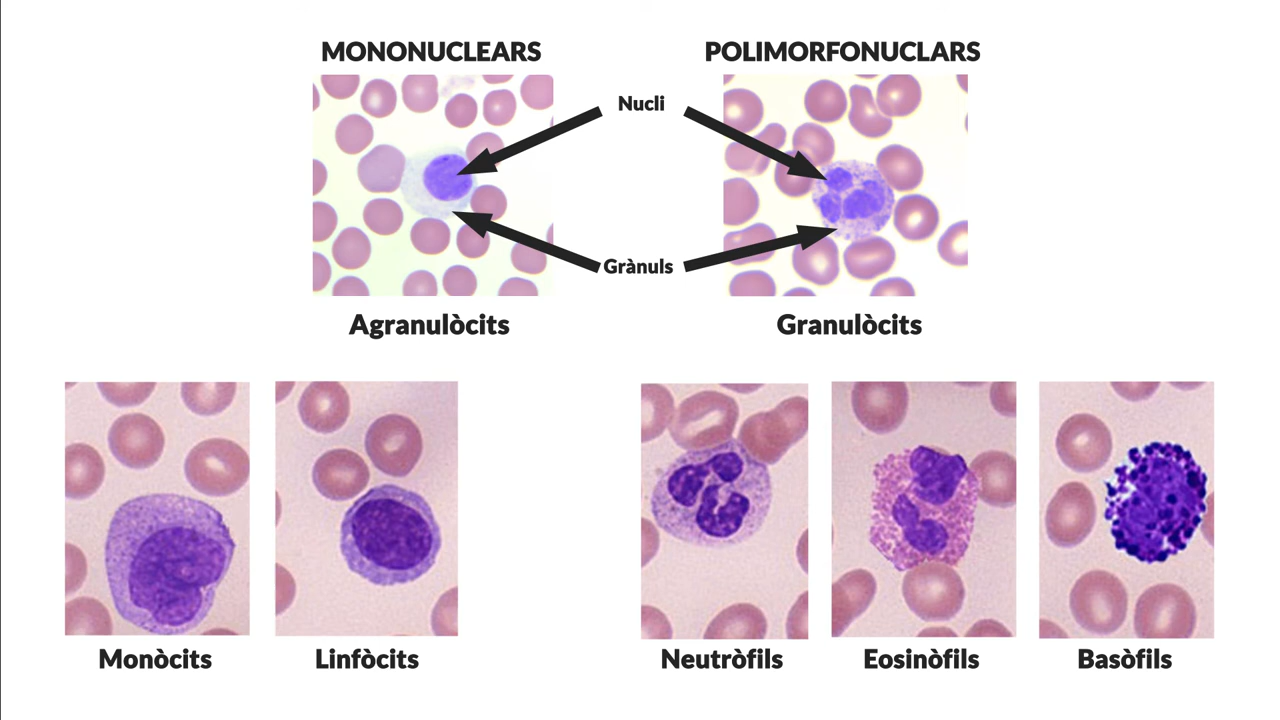 MONONUCLEARS
POLIMORFONUCLARS
Nucli
Grànuls
Agranulòcits
Granulòcits
Monòcits
Linfòcits
Neutròfils
Eosinòfils
Basòfils